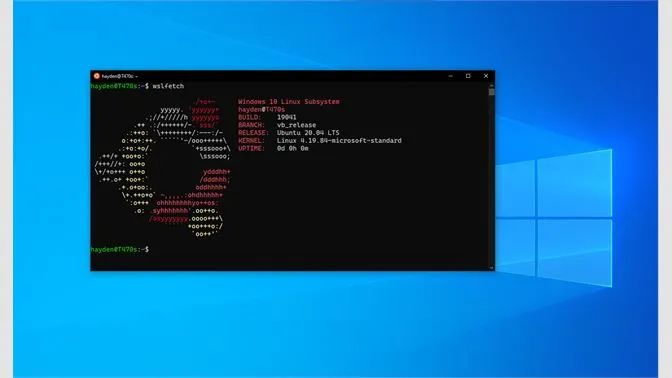 hayden@T470s: ~
hayden@T470s:~$ wslfetch
Windows 10 Linux Subsystem
hayden@T470s
BUILD: 19041
BRANCH: vb_release
RELEASE: Ubuntu 20.04 LTS
KERNEL: Linux 4.19.84-microsoft-standard
UPTIME: 0d 0h 0m
hayden@T470s:~$